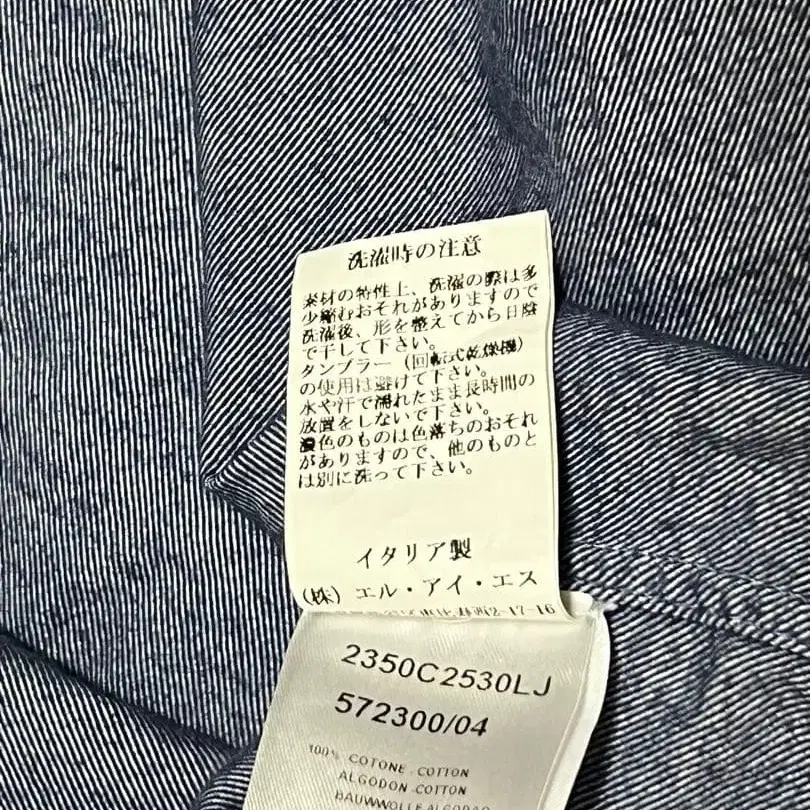 洗濯時の注意
素材の特性上、洗濯の際は多
少縮むおそれがありますので
洗濯後、形を整えてから日陰
で干して下さい。
タンブラー（回転式乾燥機）
の使用は避けて下さい。
水や汗で濡れたまま長時間の
放置をしないで下さい。
濃色のものは色落ちのおそれ
がありますので、他のものと
は別に洗って下さい。
イタリア製
(株) エル・アイ・エス
2-17-16
2350C2530LJ
572300/04
100% COTONE-COTTON
ALGODON-COTTON
BAUWWOLLE ALGODAO